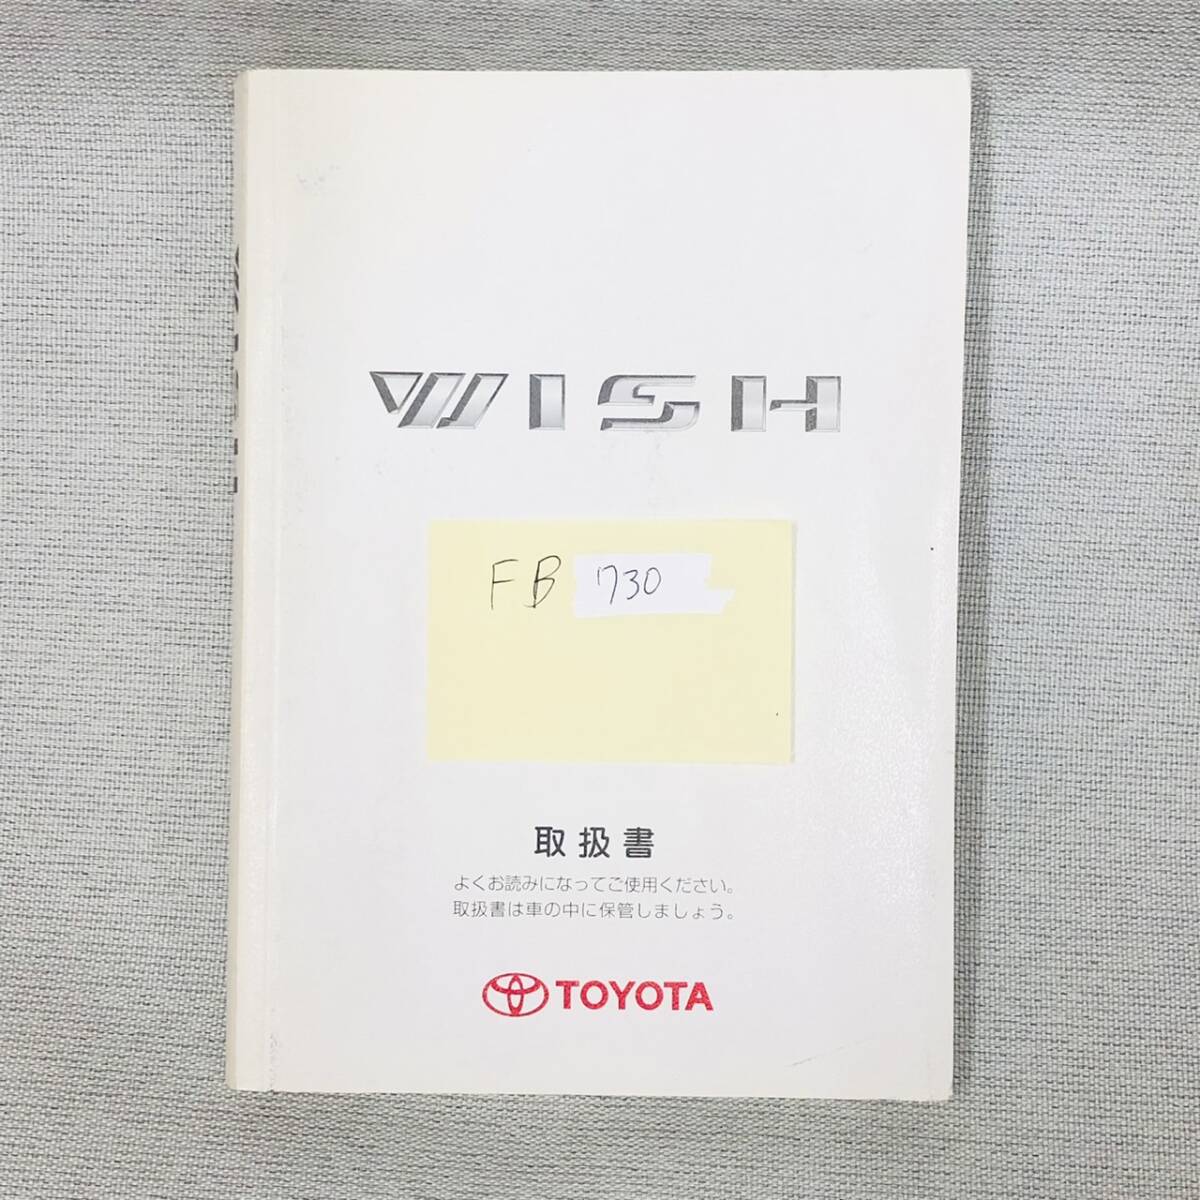 WISH
FB 730
取扱書
よくお読みになってご使用ください。
取扱書は車の中に保管しましょう。
TOYOTA